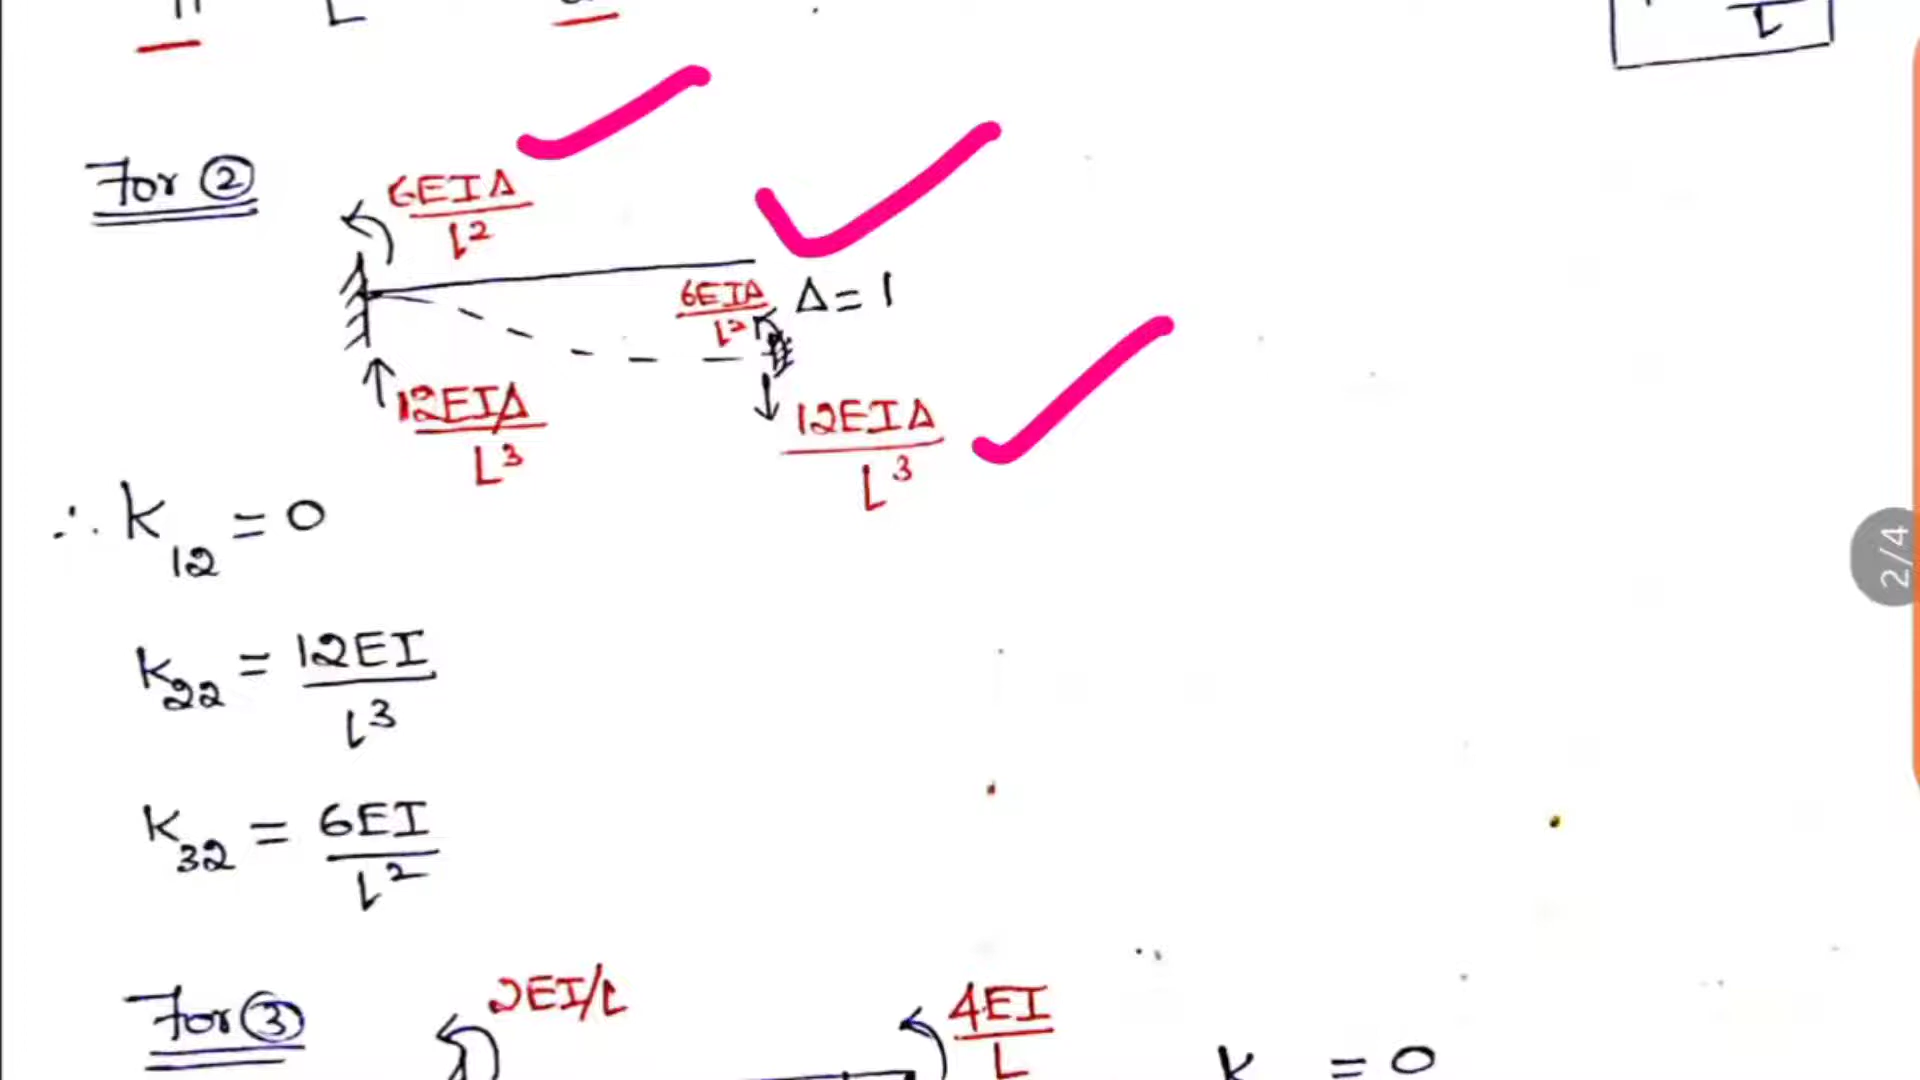 L
For ②
6EIΔ
L²
6EIΔ
L²
Δ = 1
12EIΔ
L³
12EIΔ
L³
∴ K₁₂ = 0
K₂₂ = 12EI
L³
K₃₂ = 6EI
L²
For ③
2EI/L
4EI
L
K = 0
2/4